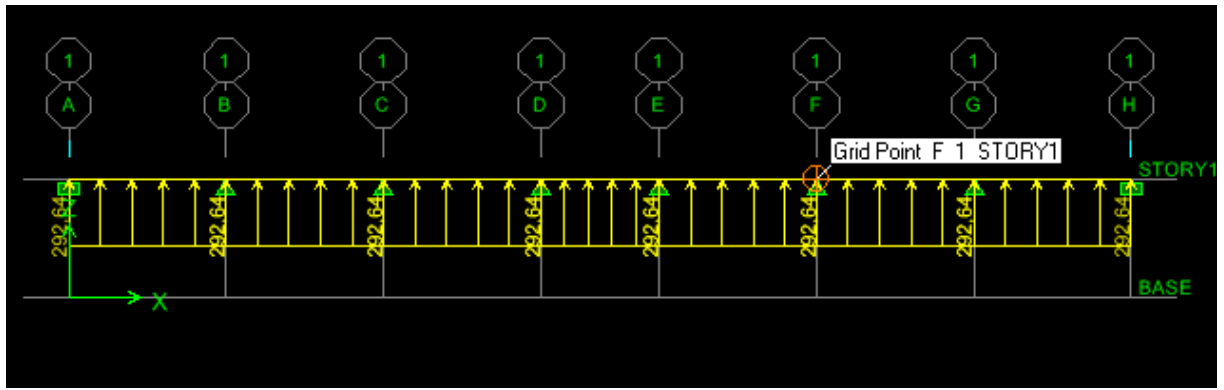 1 1 1 1 1 1 1 1
A B C D E F G H
Grid Point F 1 STORY1
STORY1
292.64 292.64 292.64 292.64 292.64 292.64 292.64 292.64
BASE
X